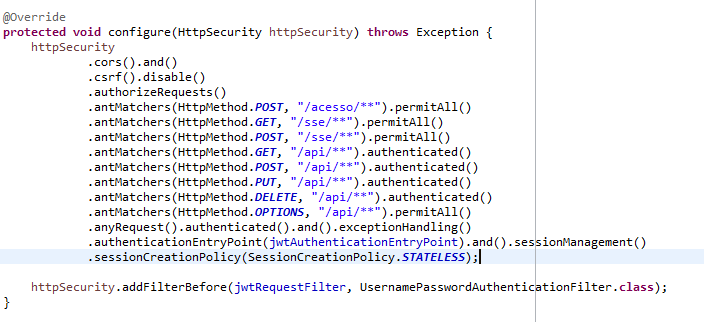 @Override
protected void configure(HttpSecurity httpSecurity) throws Exception {
httpSecurity
.cors().and()
.csrf().disable()
.authorizeRequests()
.antMatchers(HttpMethod.POST, "/acesso/**").permitAll()
.antMatchers(HttpMethod.GET, "/sse/**").permitAll()
.antMatchers(HttpMethod.POST, "/sse/**").permitAll()
.antMatchers(HttpMethod.GET, "/api/**").authenticated()
.antMatchers(HttpMethod.POST, "/api/**").authenticated()
.antMatchers(HttpMethod.PUT, "/api/**").authenticated()
.antMatchers(HttpMethod.DELETE, "/api/**").authenticated()
.antMatchers(HttpMethod.OPTIONS, "/api/**").permitAll()
.anyRequest().authenticated().and().exceptionHandling()
.authenticationEntryPoint(jwtAuthenticationEntryPoint).and().sessionManagement()
.sessionCreationPolicy(SessionCreationPolicy.STATELESS);
httpSecurity.addFilterBefore(jwtRequestFilter, UsernamePasswordAuthenticationFilter.class);
}